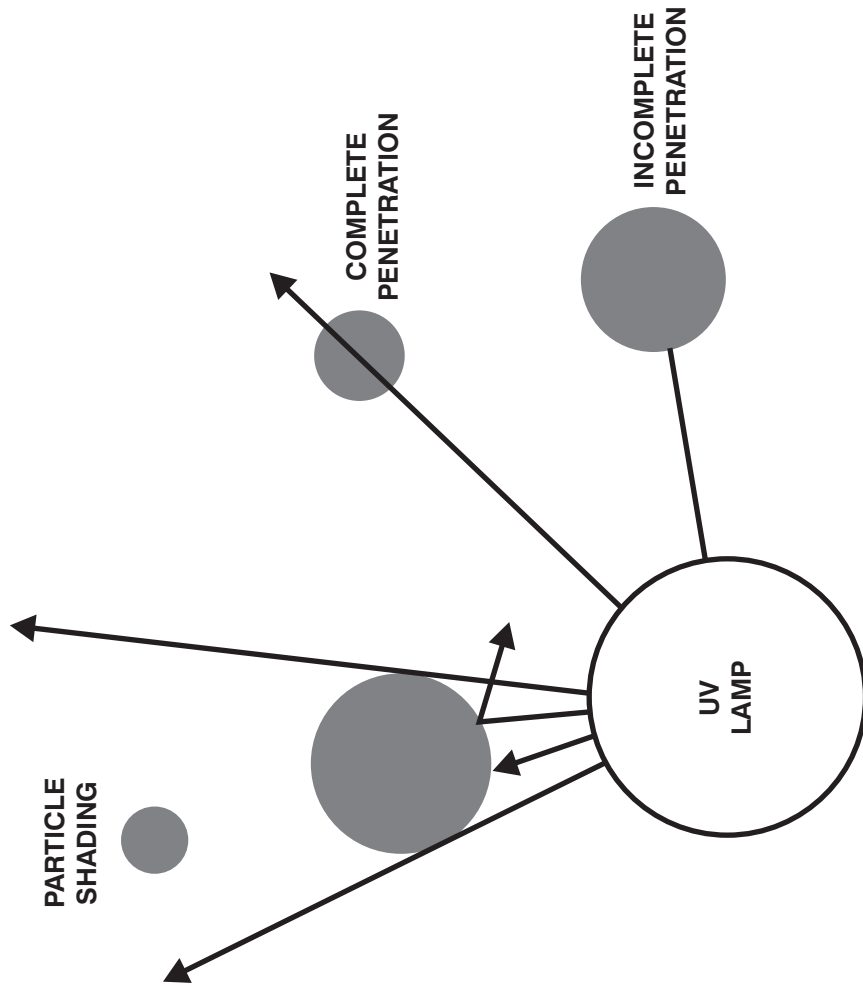 PARTICLE
SHADING
COMPLETE
PENETRATION
INCOMPLETE
PENETRATION
UV
LAMP